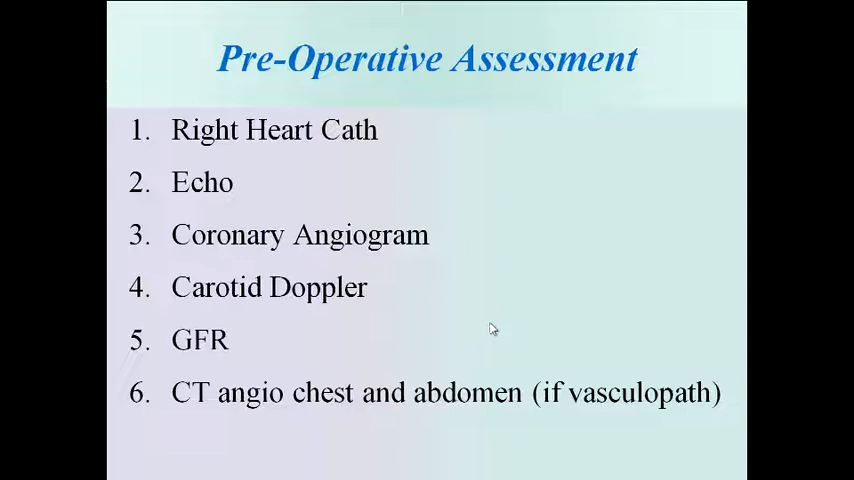 Pre-Operative Assessment
1. Right Heart Cath
2. Echo
3. Coronary Angiogram
4. Carotid Doppler
5. GFR
6. CT angio chest and abdomen (if vasculopath)